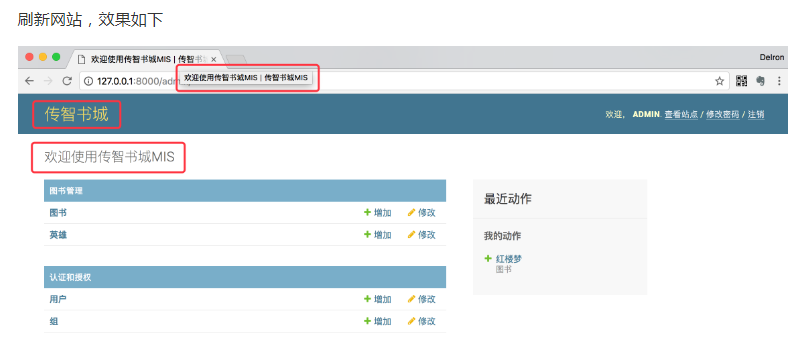 刷新网站，效果如下
欢迎使用传智书城MIS | 传智书
Delron
127.0.0.1:8000/adm
欢迎使用传智书城MIS | 传智书城MIS
传智书城
欢迎， ADMIN. 查看站点 / 修改密码 / 注销
欢迎使用传智书城MIS
图书管理
图书 增加 修改
英雄 增加 修改
认证和授权
用户 增加 修改
组 增加 修改
最近动作
我的动作
红楼梦
图书